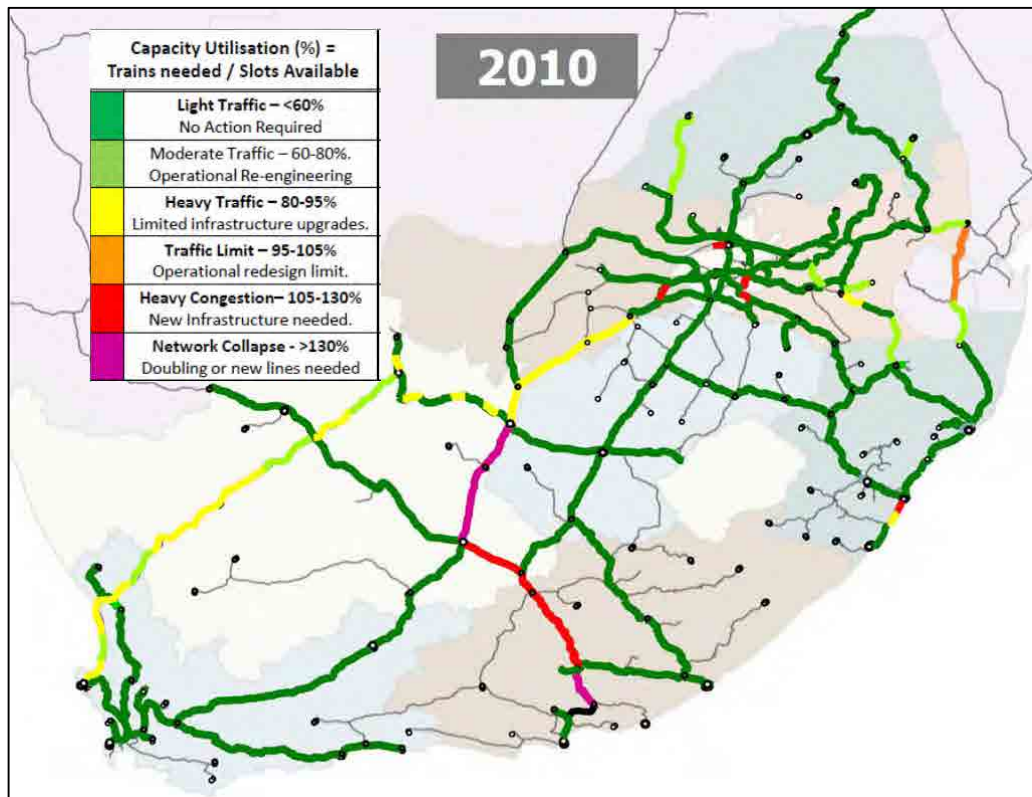 Capacity Utilisation (%) =
Trains needed / Slots Available
Light Traffic – <60%
No Action Required
Moderate Traffic – 60-80%.
Operational Re-engineering
Heavy Traffic – 80-95%
Limited infrastructure upgrades.
Traffic Limit – 95-105%
Operational redesign limit.
Heavy Congestion– 105-130%
New Infrastructure needed.
Network Collapse - >130%
Doubling or new lines needed
2010